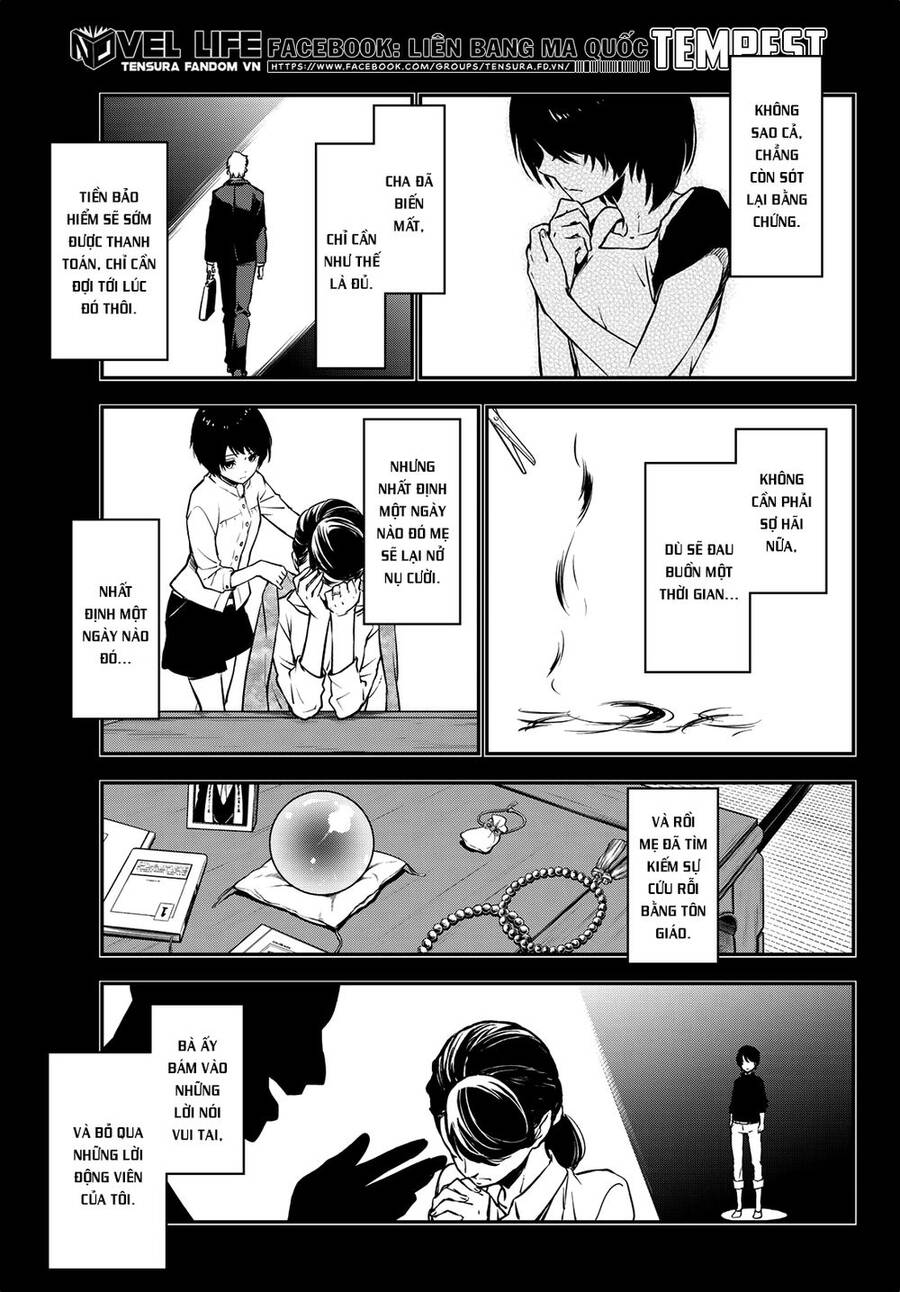 NOVEL LIFE
TENSURA FANDOM VN
FACEBOOK: LIÊN BANG MA QUỐC
HTTPS://WWW.FACEBOOK.COM/GROUPS/TENSURA.FD.VN/
TEMPEST
KHÔNG
SAO CẢ,
CHẲNG
CÒN SÓT
LẠI BẰNG
CHỨNG.
CHA ĐÃ
BIẾN
MẤT,
CHỈ CẦN
NHƯ THẾ
LÀ ĐỦ.
TIỀN BẢO
HIỂM SẼ SỚM
ĐƯỢC THANH
TOÁN, CHỈ CẦN
ĐỢI TỚI LÚC
ĐÓ THÔI.
KHÔNG
CẦN PHẢI
SỢ HÃI
NỮA,
DÙ SẼ ĐAU
BUỒN MỘT
THỜI GIAN...
NHƯNG
NHẤT ĐỊNH
MỘT NGÀY
NÀO ĐÓ MẸ
SẼ LẠI NỞ
NỤ CƯỜI.
NHẤT
ĐỊNH MỘT
NGÀY NÀO
ĐÓ...
VÀ RỒI
MẸ ĐÃ TÌM
KIẾM SỰ
CỨU RỖI
BẰNG TÔN
GIÁO.
1
BÀ ẤY
BÁM VÀO
NHỮNG
LỜI NÓI
VUI TAI,
VÀ BỎ QUA
NHỮNG LỜI
ĐỘNG VIÊN
CỦA TÔI.